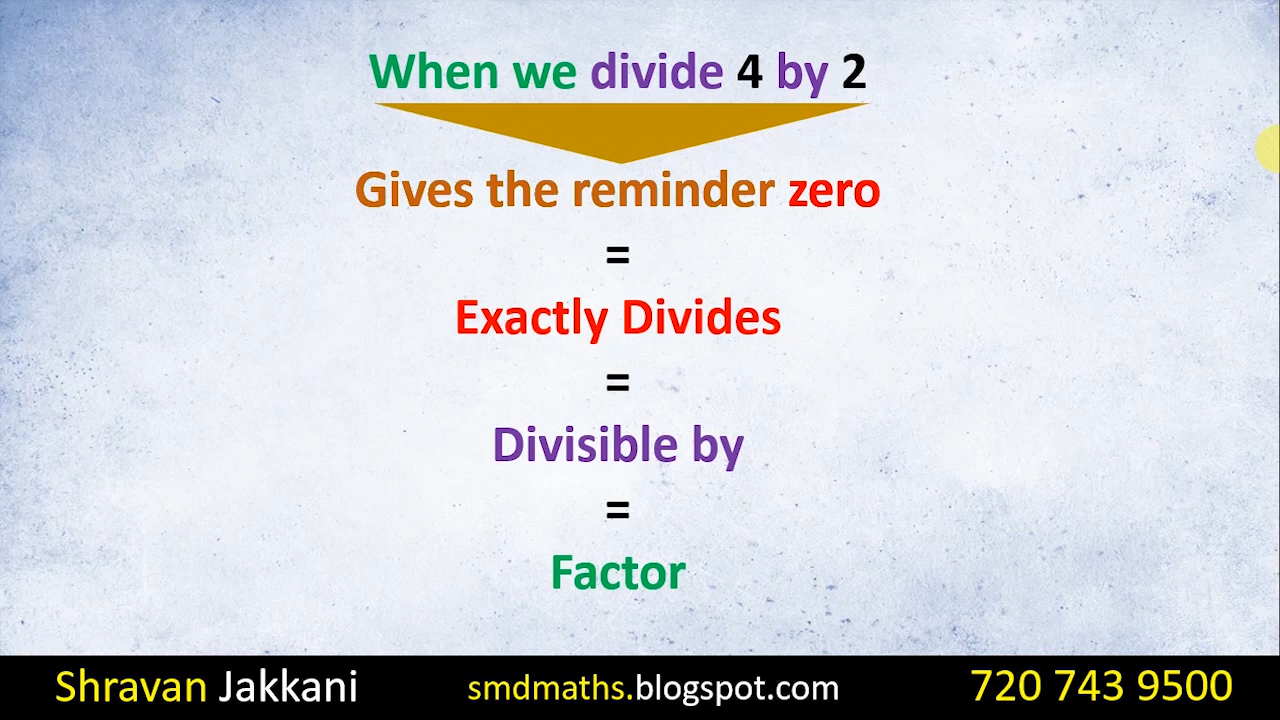 When we divide 4 by 2
Gives the reminder zero
=
Exactly Divides
=
Divisible by
=
Factor
Shravan Jakkani smdmaths.blogspot.com 720 743 9500